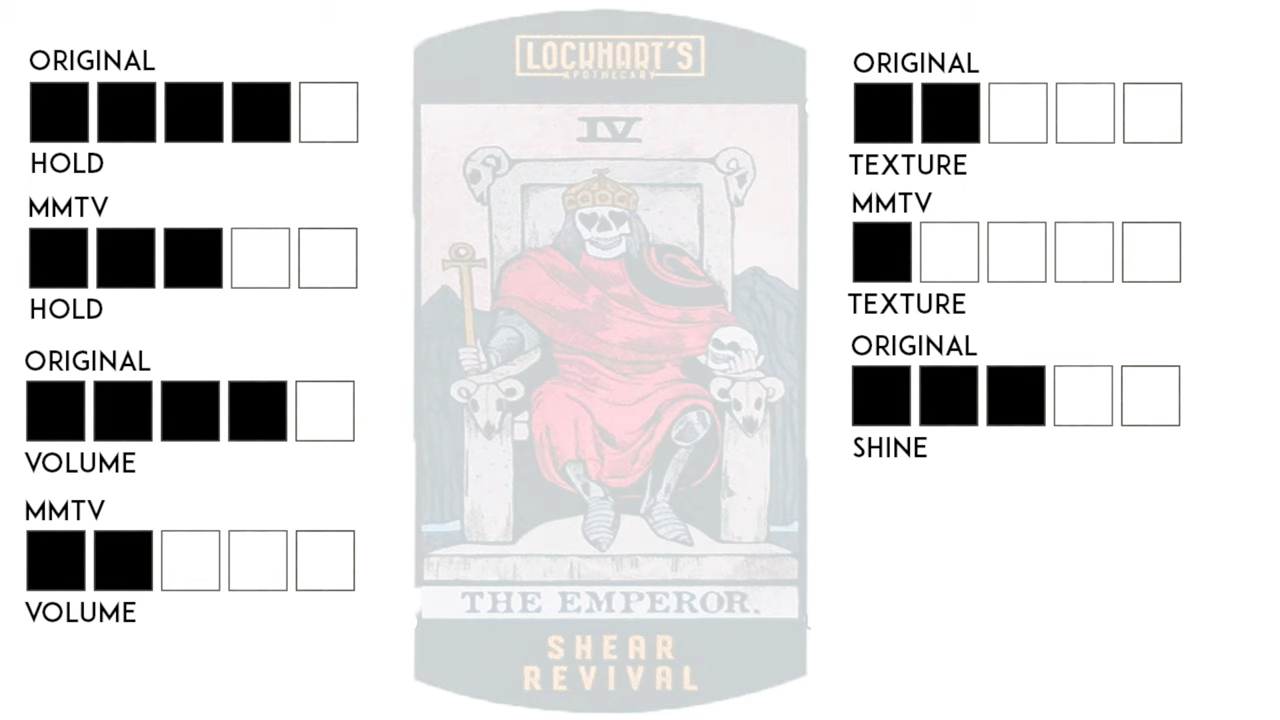 ORIGINAL
HOLD
MMTV
HOLD
ORIGINAL
VOLUME
MMTV
VOLUME
LOCKHART'S
APOTHECARY
IV
THE EMPEROR.
SHEAR
REVIVAL
ORIGINAL
TEXTURE
MMTV
TEXTURE
ORIGINAL
SHINE